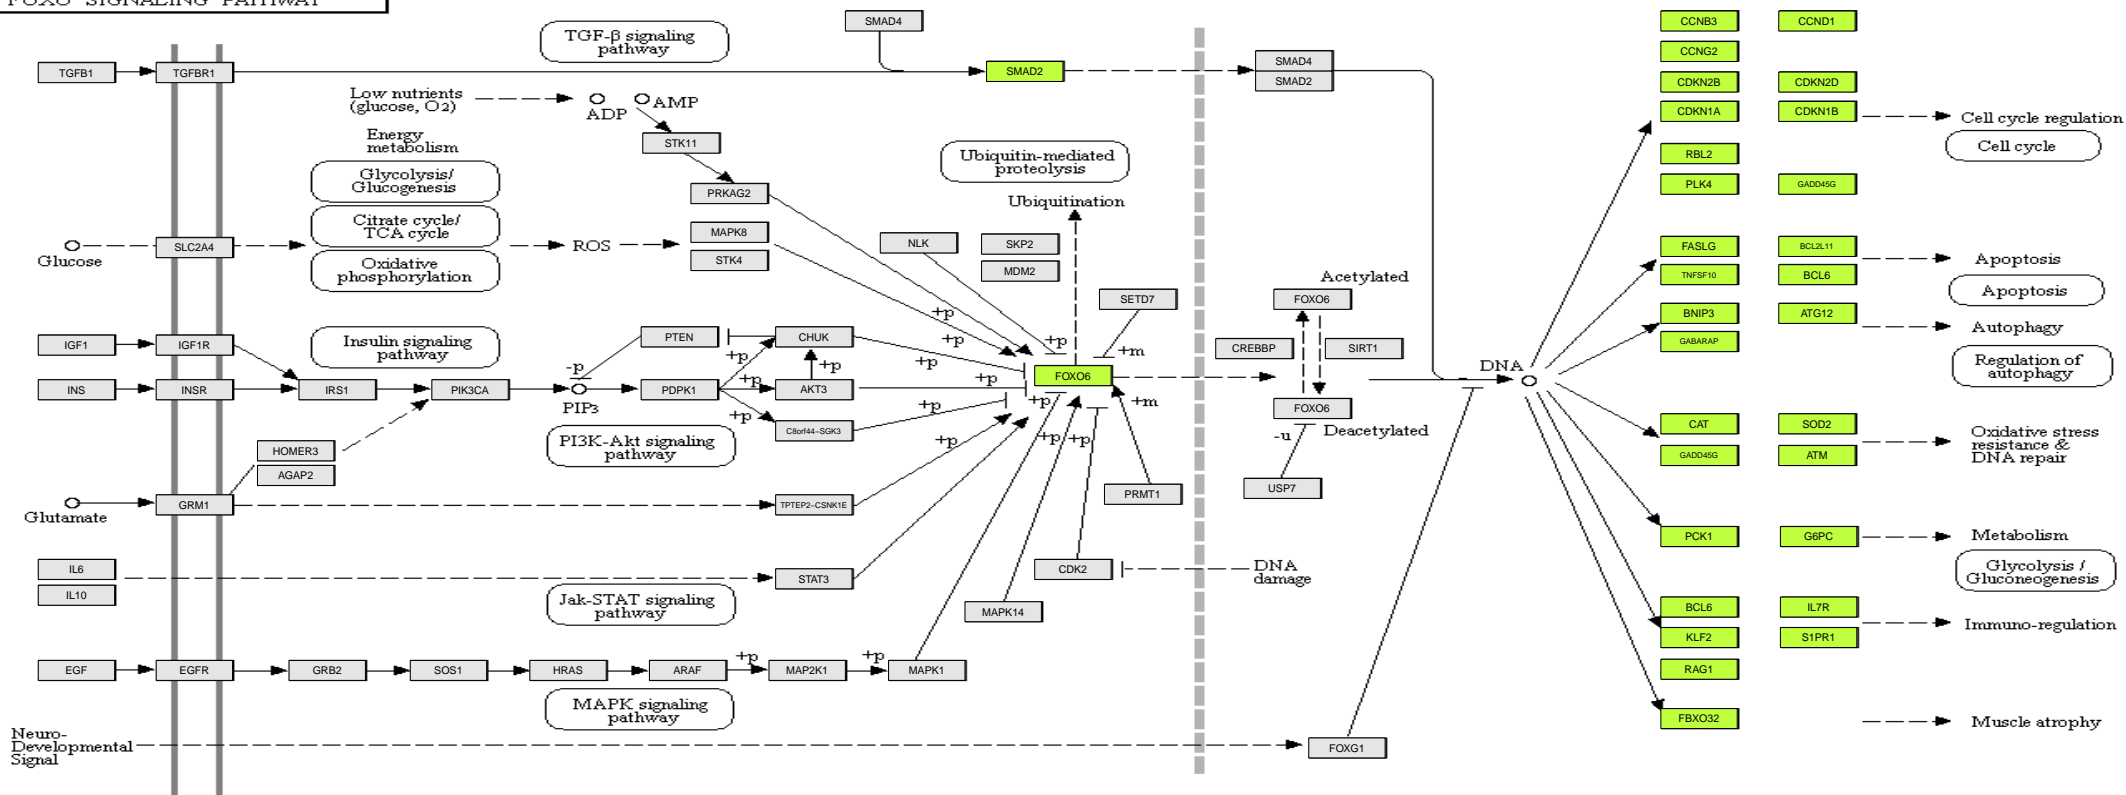 FOXO SIGNALING PATHWAY
SMAD4
TGF-β signaling
pathway
TGFB1
TGFBR1
SMAD2
SMAD4
SMAD2
Low nutrients
(glucose, O2)
ADP
AMP
Energy
metabolism
STK11
Glycolysis/
Glucogenesis
Ubiquitin-mediated
proteolysis
PRKAG2
Ubiquitination
Citrate cycle/
TCA cycle
Glucose
SLC2A4
ROS
MAPK8
STK4
NLK
SKP2
MDM2
Oxidative
phosphorylation
SETD7
Acetylated
FOXO6
+p
+p
+m
IGF1
IGF1R
Insulin signaling
pathway
PTEN
CHUK
+p
+p
+p
CREBBP
SIRT1
INS
INSR
IRS1
PIK3CA
-p
PIP3
PDPK1
+p
AKT3
+p
FOXO6
DNA
+p
C8orf44-SGK3
+p
+p
+m
FOXO6
Deacetylated
-u
PI3K-Akt signaling
pathway
HOMER3
AGAP2
+p
+p
+p
USP7
Glutamate
GRM1
TPTEP2-CSNK1E
PRMT1
IL6
IL10
STAT3
CDK2
DNA
damage
Jak-STAT signaling
pathway
MAPK14
EGF
EGFR
GRB2
SOS1
HRAS
ARAF
+p
MAP2K1
+p
MAPK1
MAPK signaling
pathway
Neuro-
Developmental
Signal
FOXG1
CCNB3
CCND1
CCNG2
CDKN2B
CDKN2D
CDKN1A
CDKN1B
Cell cycle regulation
Cell cycle
RBL2
PLK4
GADD45G
FASLG
BCL2L11
Apoptosis
TNFSF10
BCL6
Apoptosis
BNIP3
ATG12
Autophagy
GABARAP
Regulation of
autophagy
CAT
SOD2
Oxidative stress
resistance &
DNA repair
GADD45G
ATM
PCK1
G6PC
Metabolism
Glycolysis /
Gluconeogenesis
BCL6
IL7R
Immuno-regulation
KLF2
S1PR1
RAG1
FBXO32
Muscle atrophy